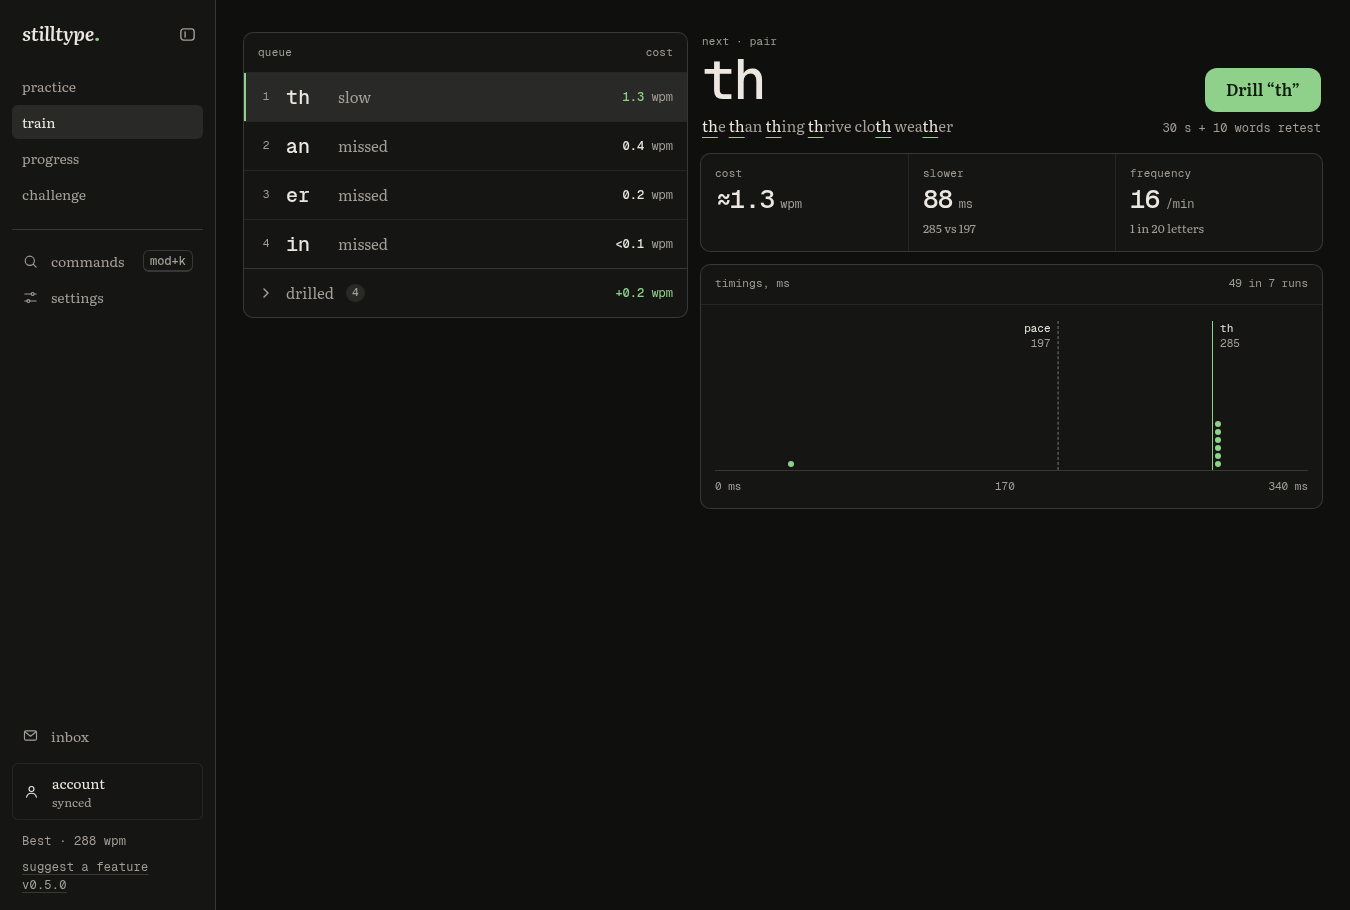 stilltype.
practice
train
progress
challenge
commands mod+k
settings
inbox
account
synced
Best · 288 wpm
suggest a feature
v0.5.0
queue cost
1 th slow 1.3 wpm
2 an missed 0.4 wpm
3 er missed 0.2 wpm
4 in missed <0.1 wpm
drilled 4 +0.2 wpm
next · pair
th
Drill “th”
the than thing thrive cloth weather
30 s + 10 words retest
cost
≈1.3 wpm
slower
88 ms
285 vs 197
frequency
16 /min
1 in 20 letters
timings, ms 49 in 7 runs
pace
197
th
285
0 ms 170 340 ms